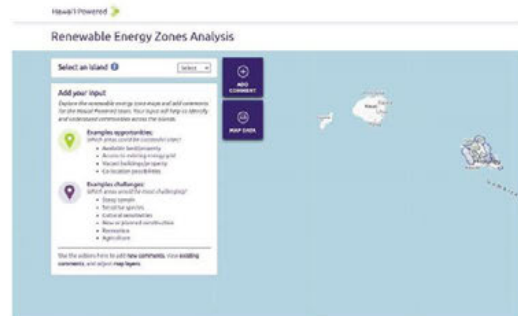 Hawai'i Powered
Renewable Energy Zones Analysis
Select an island
Select
ADD
COMMENT
MAP DATA
Add your input
Explore the renewable energy zone maps and add comments
for the Hawai'i Powered team. Your input will help us identify
and understand communities across the islands.
Examples opportunities:
Which areas could be successful sites?
• Available land/property
• Access to existing energy grid
• Vacant buildings/property
• Co-location possibilities
Examples challenges:
Which areas would be most challenging?
• Steep
• Sensitive species
• Cultural sensitivities
• New or planned construction
• Recreation
• Agriculture
Use the buttons here to add new comments, view existing
comments, and adjust map layers.